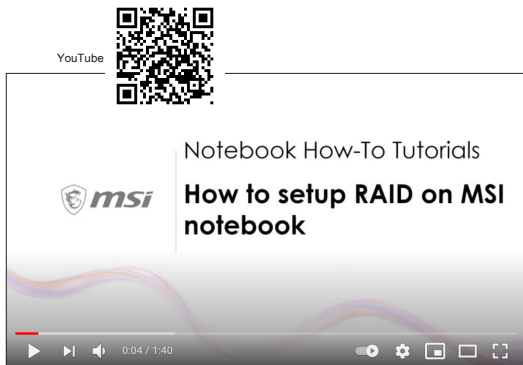 YouTube
Notebook How-To Tutorials
msi
How to setup RAID on MSI
notebook
0:04 / 1:40